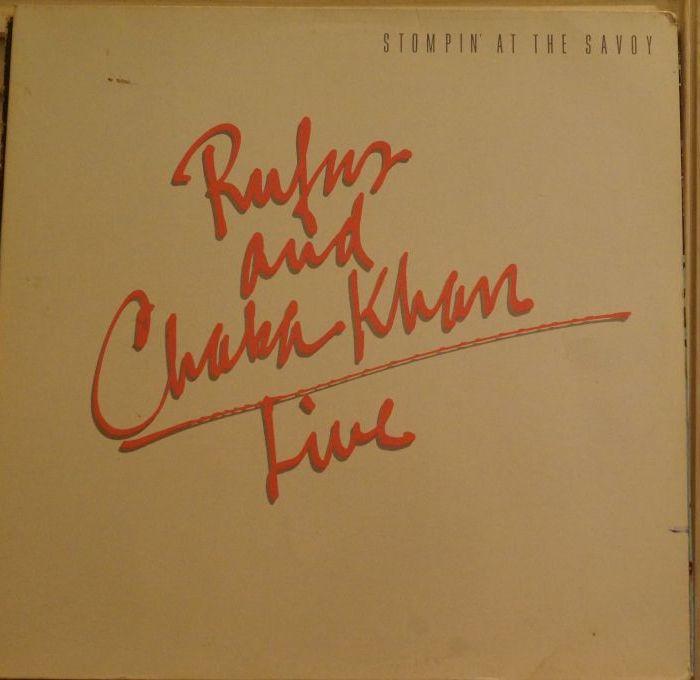 STOMPIN' AT THE SAVOY
Rufus
and
Chaka Khan
Live